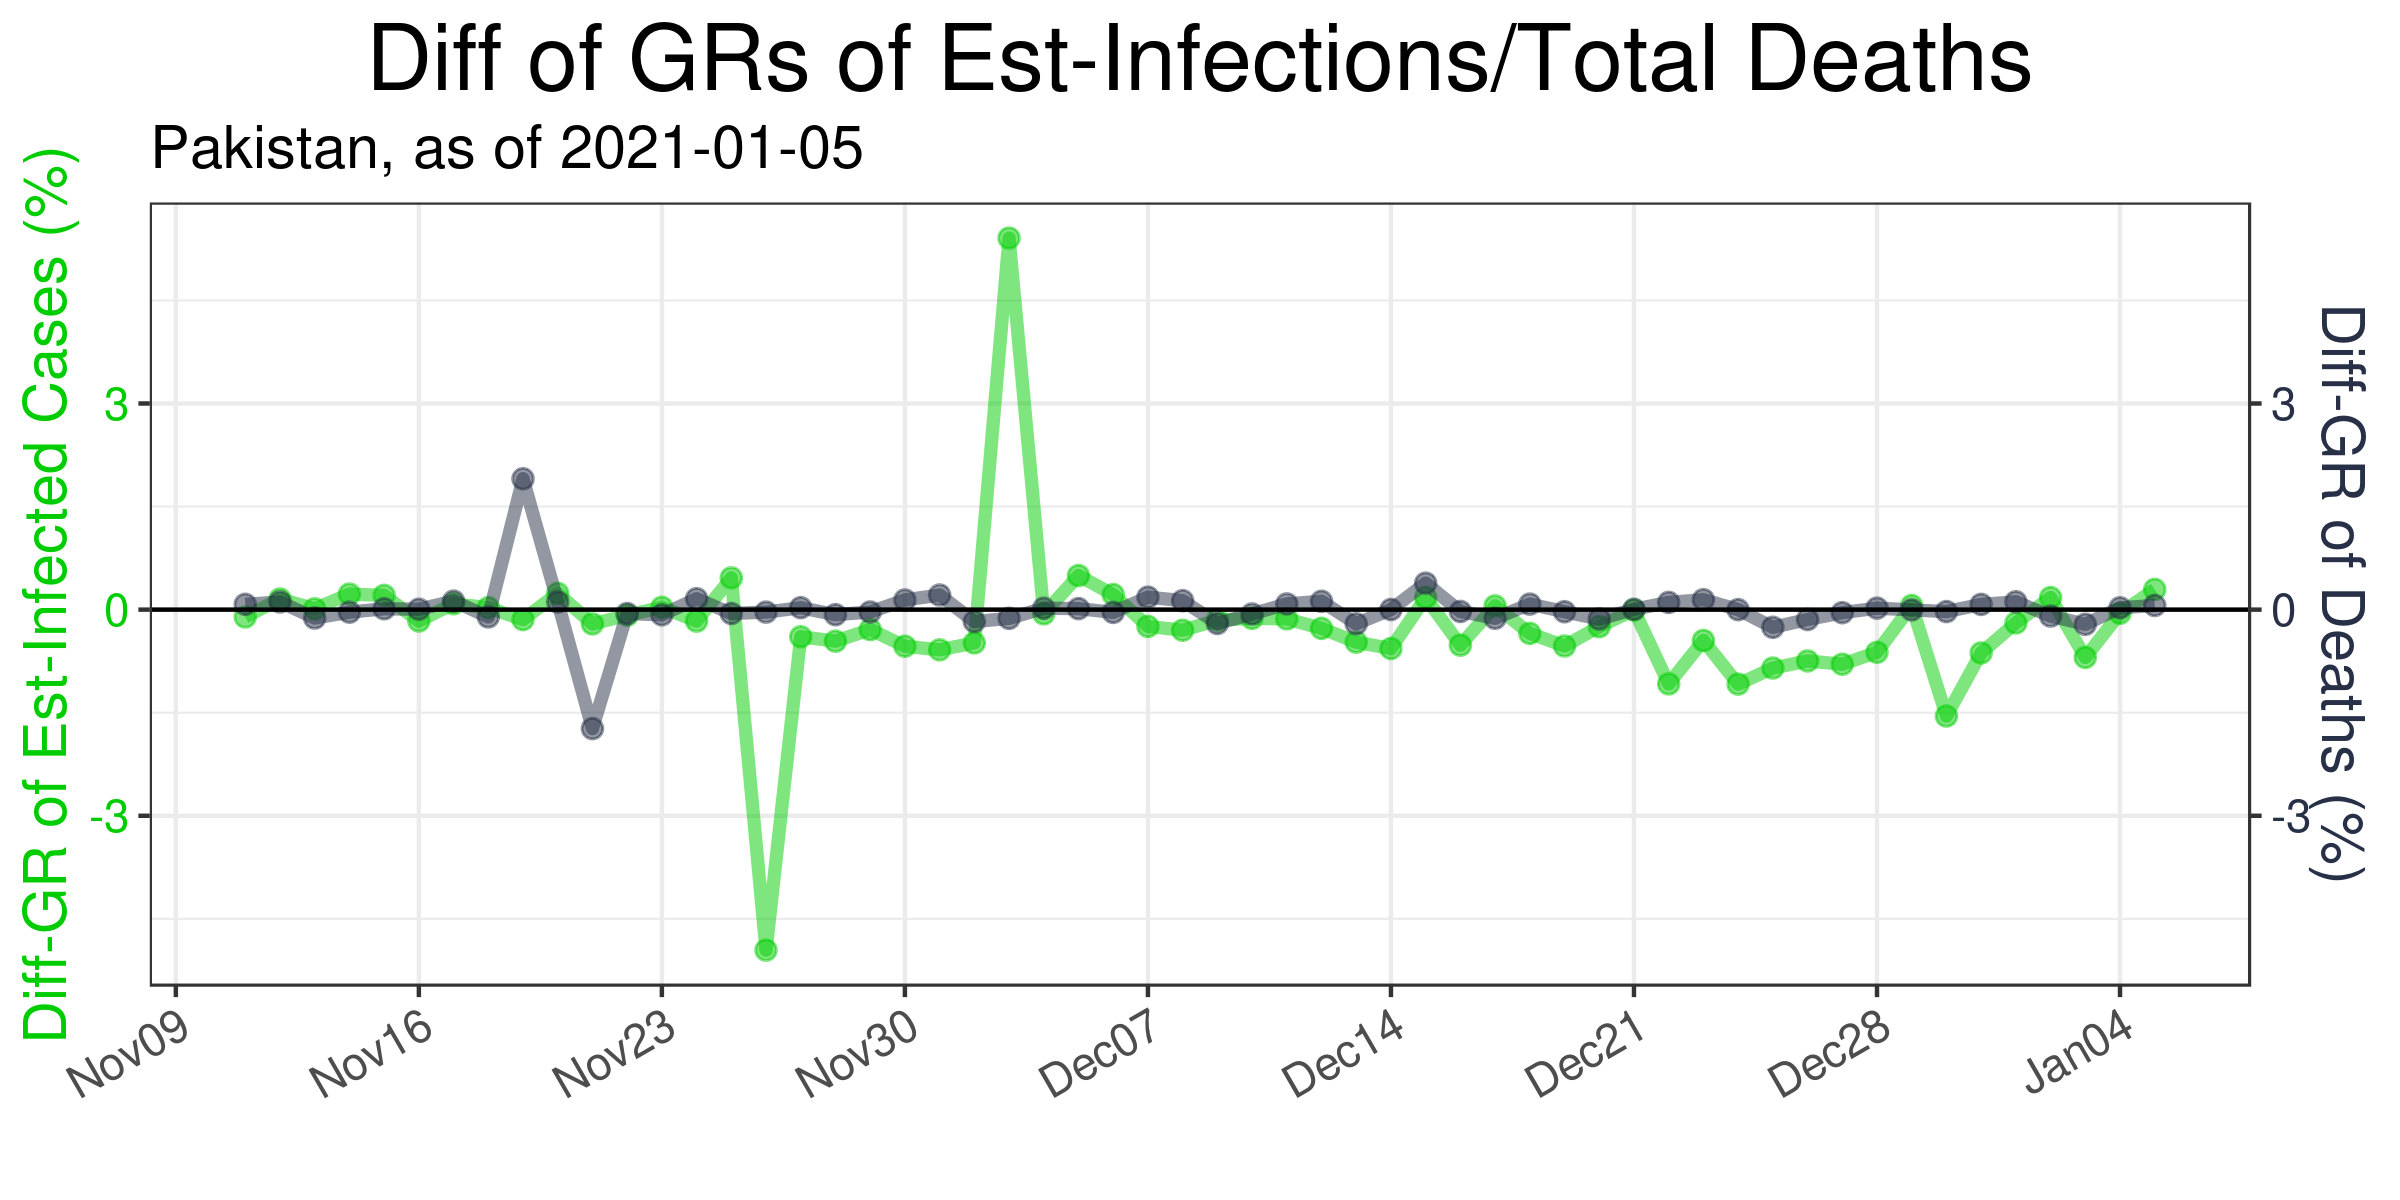 Diff of GRs of Est-Infections/Total Deaths
Pakistan, as of 2021-01-05
Diff-GR of Est-Infected Cases (%)
3
0
-3
3
0
-3
Diff-GR of Deaths (%)
Nov09
Nov16
Nov23
Nov30
Dec07
Dec14
Dec21
Dec28
Jan04